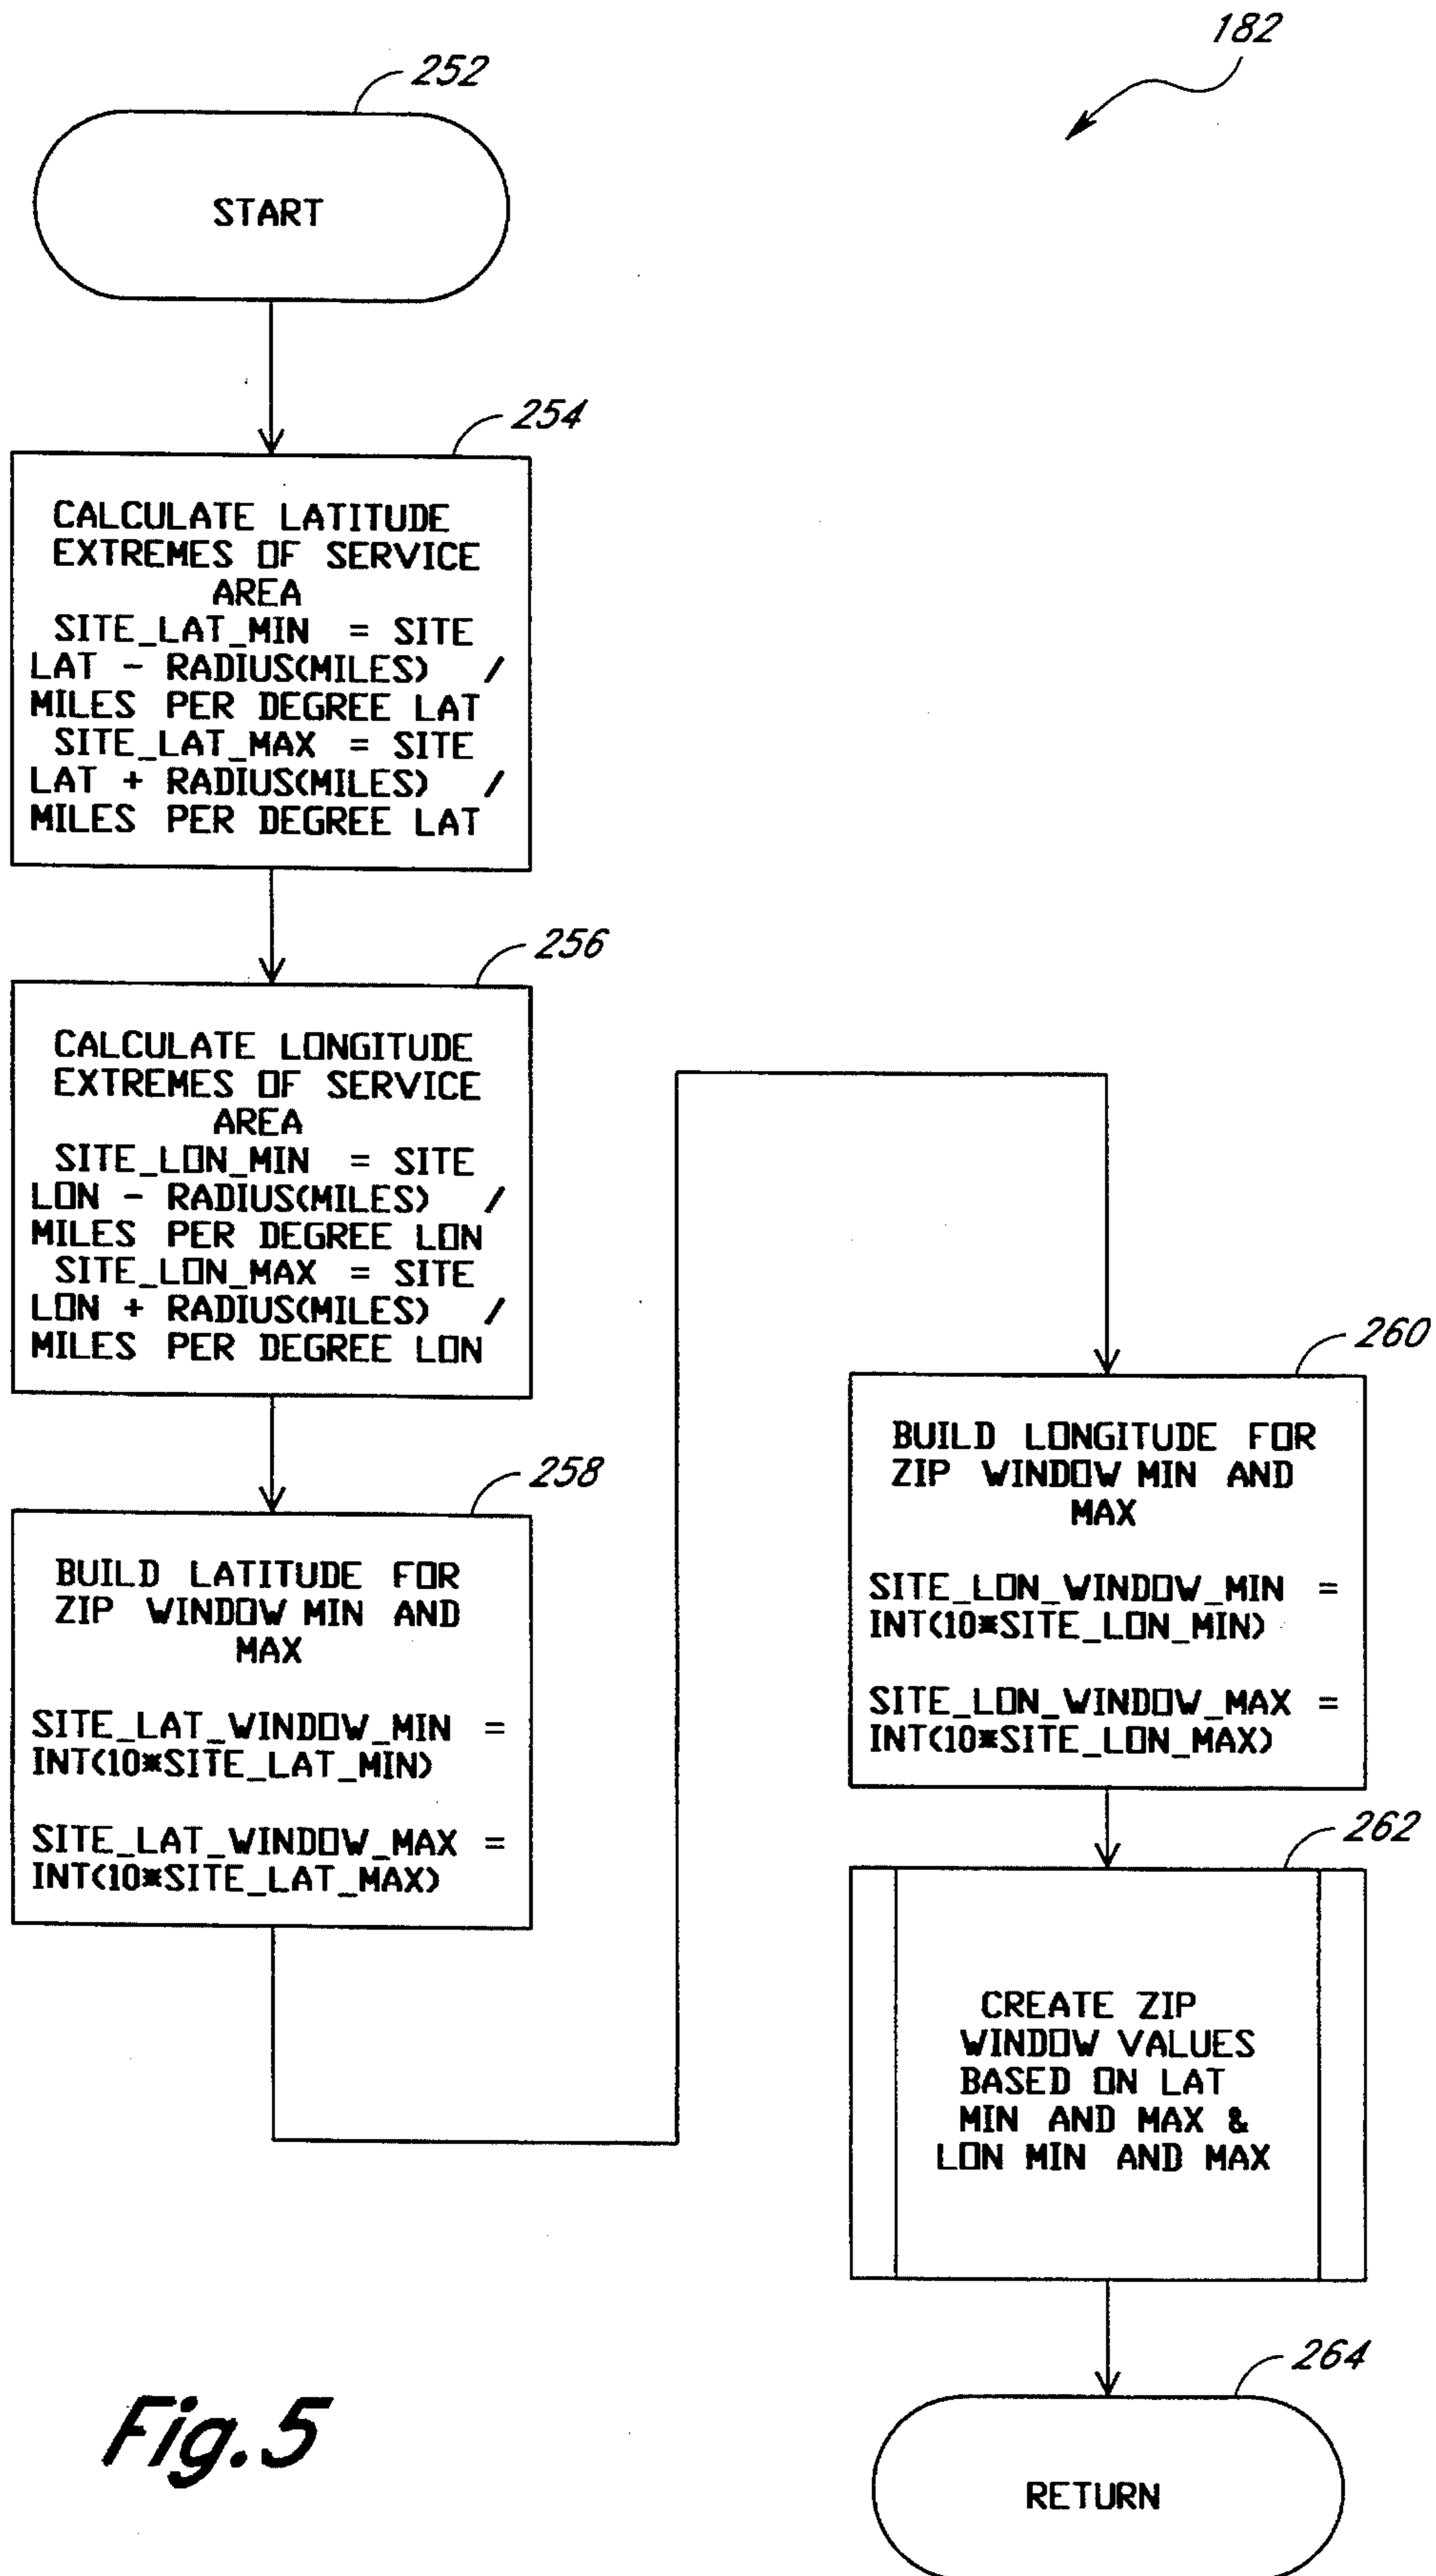 182
252
START
254
CALCULATE LATITUDE
EXTREMES OF SERVICE
AREA
SITE_LAT_MIN = SITE
LAT - RADIUS(MILES) /
MILES PER DEGREE LAT
SITE_LAT_MAX = SITE
LAT + RADIUS(MILES) /
MILES PER DEGREE LAT
256
CALCULATE LONGITUDE
EXTREMES OF SERVICE
AREA
SITE_LON_MIN = SITE
LON - RADIUS(MILES) /
MILES PER DEGREE LON
SITE_LON_MAX = SITE
LON + RADIUS(MILES) /
MILES PER DEGREE LON
258
BUILD LATITUDE FOR
ZIP WINDOW MIN AND
MAX
SITE_LAT_WINDOW_MIN =
INT(10*SITE_LAT_MIN)
SITE_LAT_WINDOW_MAX =
INT(10*SITE_LAT_MAX)
260
BUILD LONGITUDE FOR
ZIP WINDOW MIN AND
MAX
SITE_LON_WINDOW_MIN =
INT(10*SITE_LON_MIN)
SITE_LON_WINDOW_MAX =
INT(10*SITE_LON_MAX)
262
CREATE ZIP
WINDOW VALUES
BASED ON LAT
MIN AND MAX &
LON MIN AND MAX
264
RETURN
Fig.5